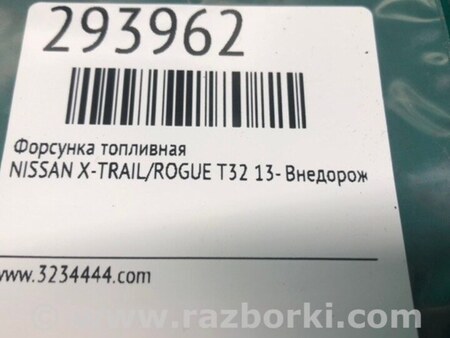 293962
Форсунка топливная
NISSAN X-TRAIL/ROGUE T32 13- Внедорож
www.3234444.com
© www.razborki.com